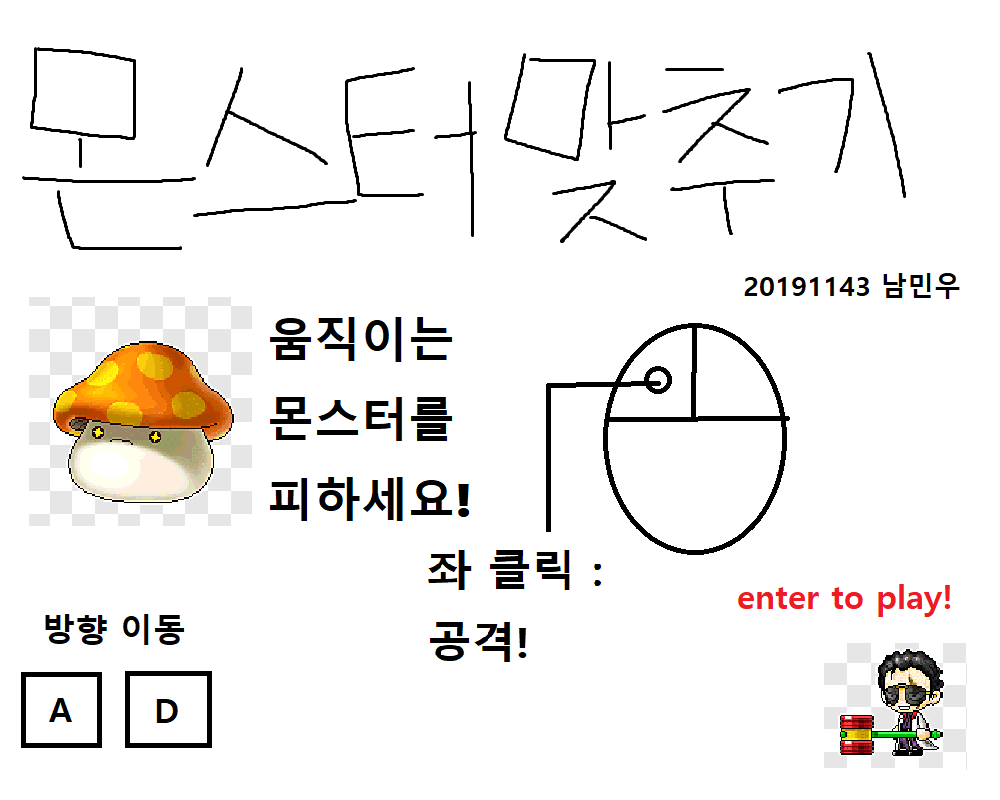 몬스터맞추기
20191143 남민우
움직이는
몬스터를
피하세요!
좌 클릭 :
공격!
enter to play!
방향 이동
A D